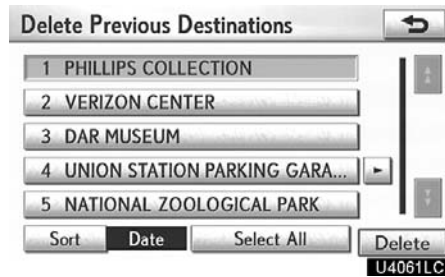 Delete Previous Destinations
1 PHILLIPS COLLECTION
2 VERIZON CENTER
3 DAR MUSEUM
4 UNION STATION PARKING GARA...
5 NATIONAL ZOOLOGICAL PARK
Sort Date Select All Delete
U4061LC